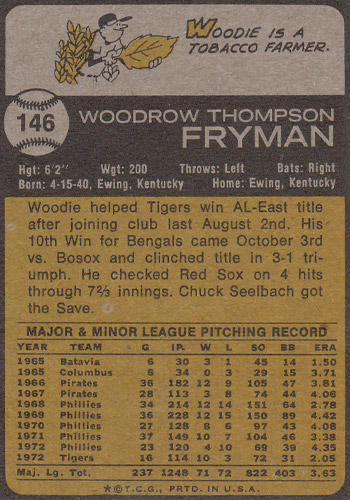 WOODIE IS A
TOBACCO FARMER.
146
WOODROW THOMPSON
FRYMAN
Hgt: 6'2" Wgt: 200 Throws: Left Bats: Right
Born: 4-15-40, Ewing, Kentucky Home: Ewing, Kentucky
Woodie helped Tigers win AL-East title
after joining club last August 2nd. His
10th Win for Bengals came October 3rd
vs. Bosox and clinched title in 3-1 tri-
umph. He checked Red Sox on 4 hits
through 7⅔ innings. Chuck Seelbach got
the Save.
MAJOR & MINOR LEAGUE PITCHING RECORD
YEAR TEAM G IP. W L SO BB ERA
1965 Batavia 6 30 3 1 45 14 1.50
1965 Columbus 6 34 0 3 29 15 3.71
1966 Pirates 36 182 12 9 105 47 3.81
1967 Pirates 28 113 3 8 74 44 4.06
1968 Phillies 34 214 12 14 151 64 2.78
1969 Phillies 36 228 12 15 150 89 4.42
1970 Phillies 27 128 8 6 97 43 4.08
1971 Phillies 37 149 10 7 104 46 3.38
1972 Phillies 23 120 4 10 69 39 4.35
1972 Tigers 16 114 10 3 72 31 2.05
Maj. Lg. Tot. 237 1248 71 72 822 403 3.63
★©T.C.G., PRTD. IN U.S.A.